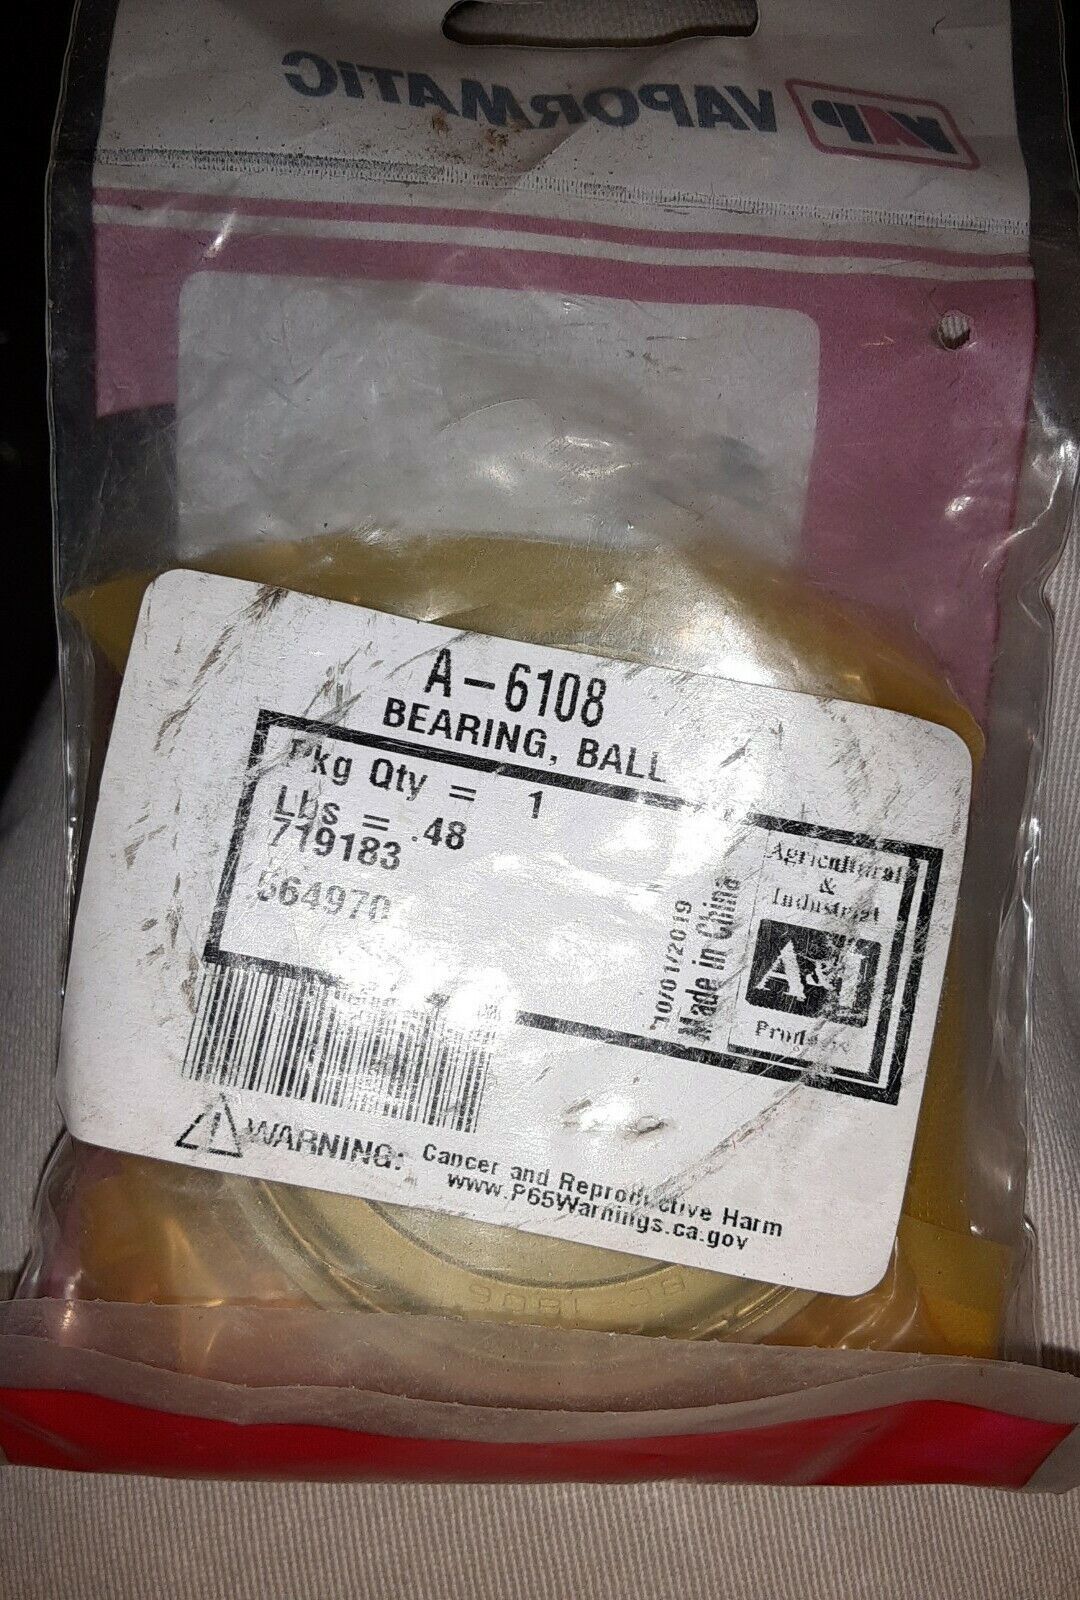 VAPORMATIC
A-6108
BEARING, BALL
Pkg Qty = 1
Lbs = .48
719183
564970
10/01/2019
Made in China
Agricultural
&
Industrial
A&I
Products
WARNING: Cancer and Reproductive Harm
www.P65Warnings.ca.gov